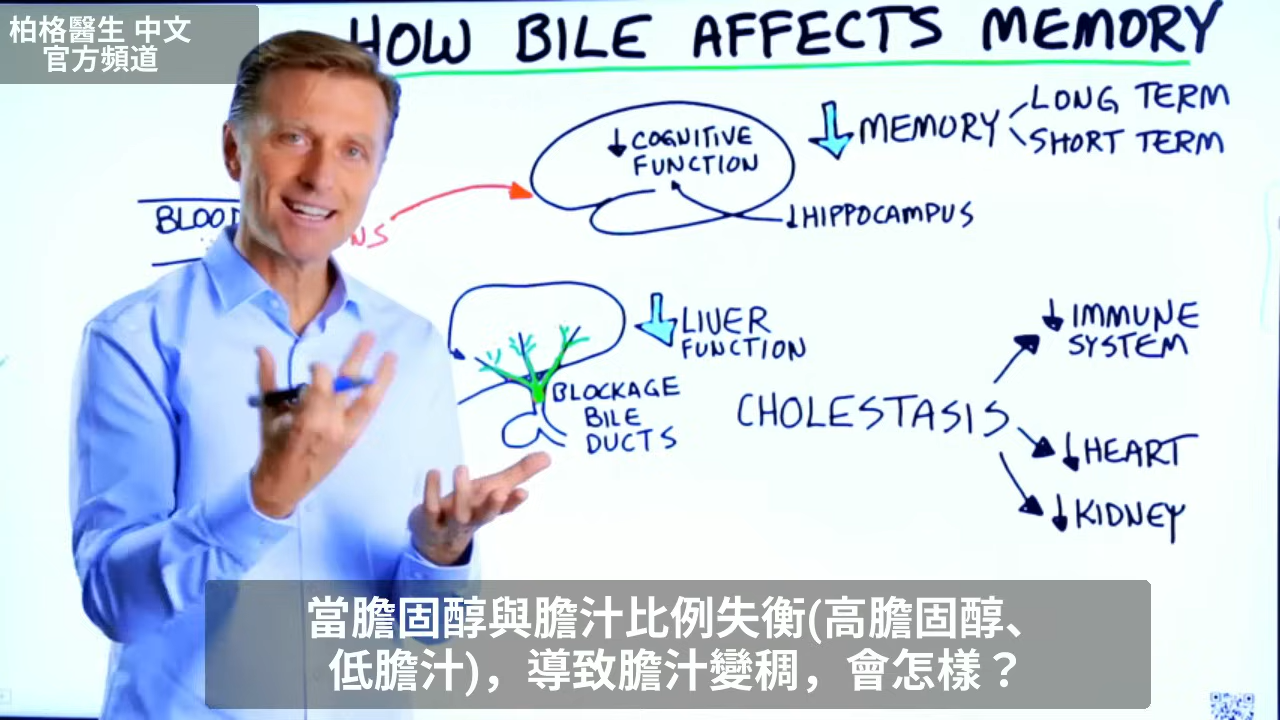 柏格醫生 中文
官方頻道
HOW BILE AFFECTS MEMORY
↓ COGNITIVE
FUNCTION
↓ MEMORY
LONG TERM
SHORT TERM
BLOOD
NS
↓ HIPPOCAMPUS
↓ LIVER
FUNCTION
BLOCKAGE
BILE
DUCTS
CHOLESTASIS
↓ IMMUNE
SYSTEM
↓ HEART
↓ KIDNEY
當膽固醇與膽汁比例失衡(高膽固醇、
低膽汁)，導致膽汁變稠，會怎樣？